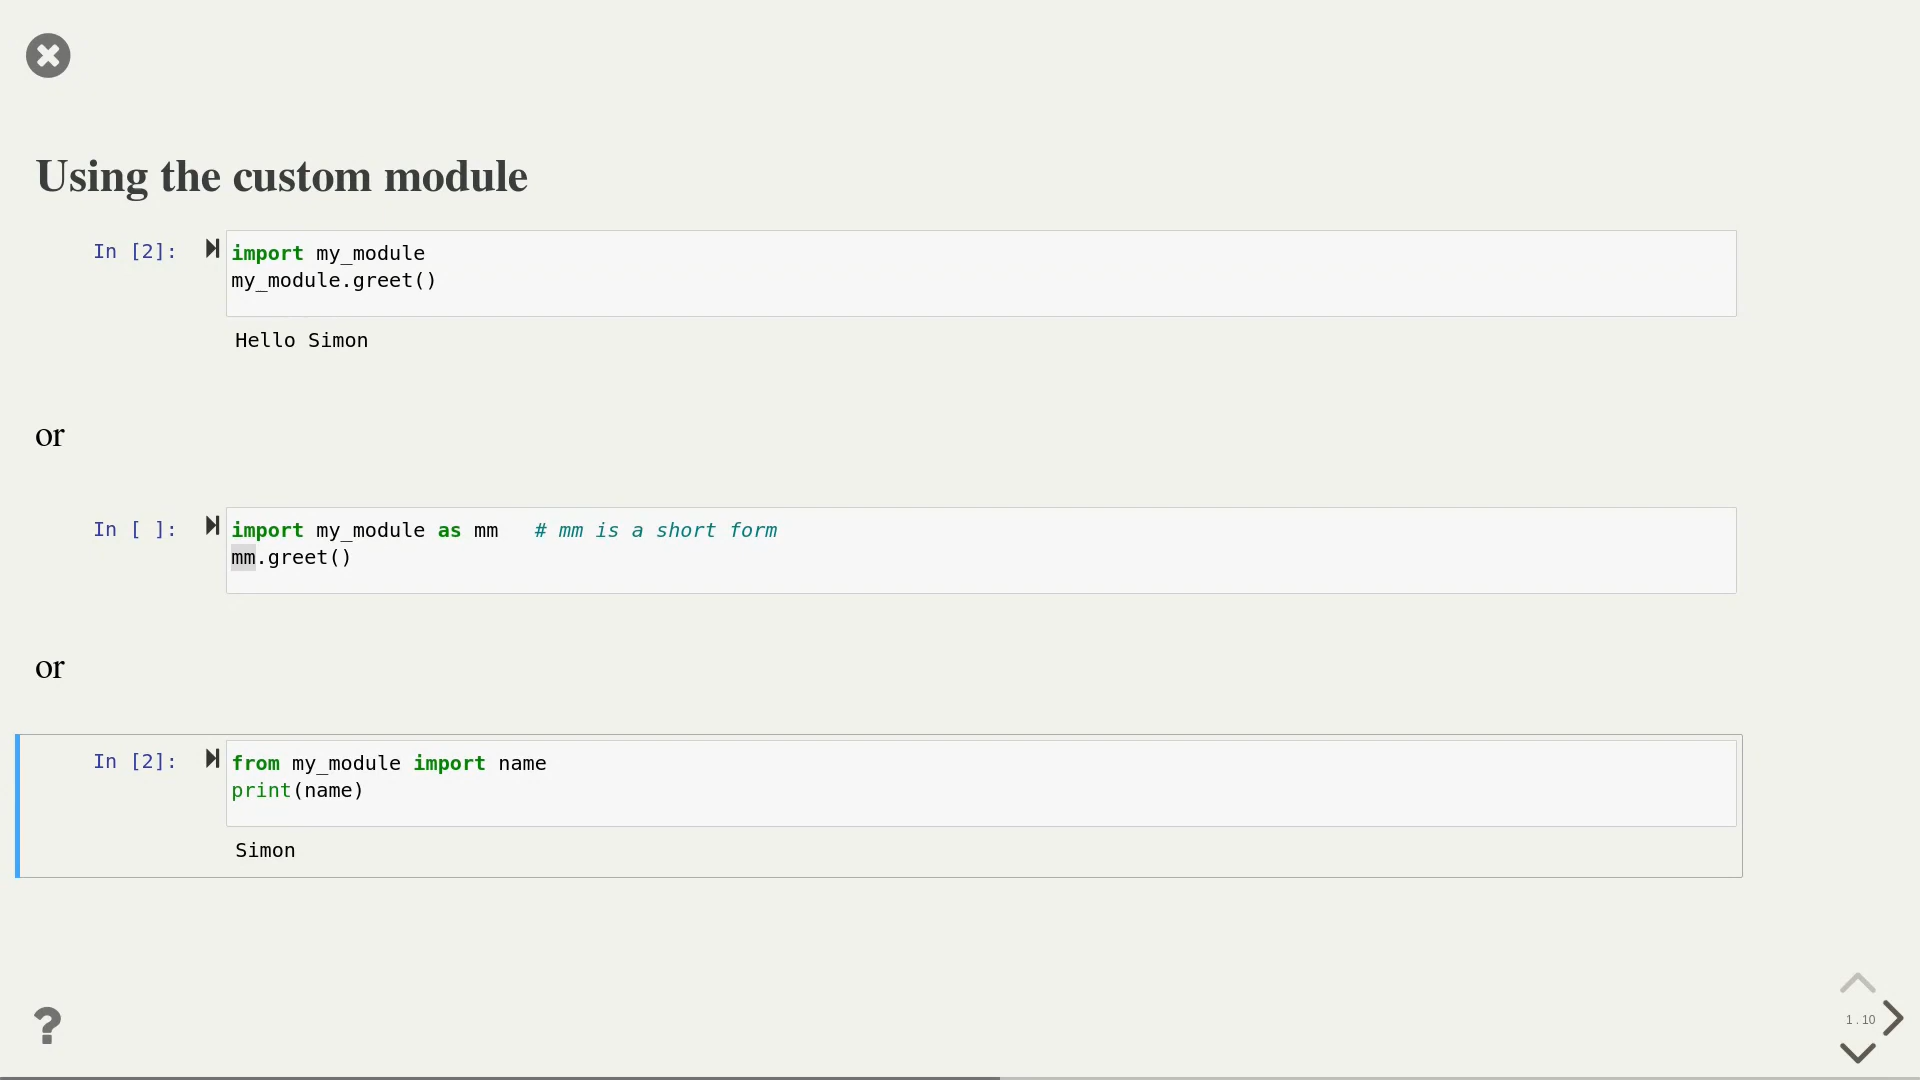 Using the custom module
In [2]:
import my_module
my_module.greet()
Hello Simon
or
In [ ]:
import my_module as mm   # mm is a short form
mm.greet()
or
In [2]:
from my_module import name
print(name)
Simon
?
1 . 10